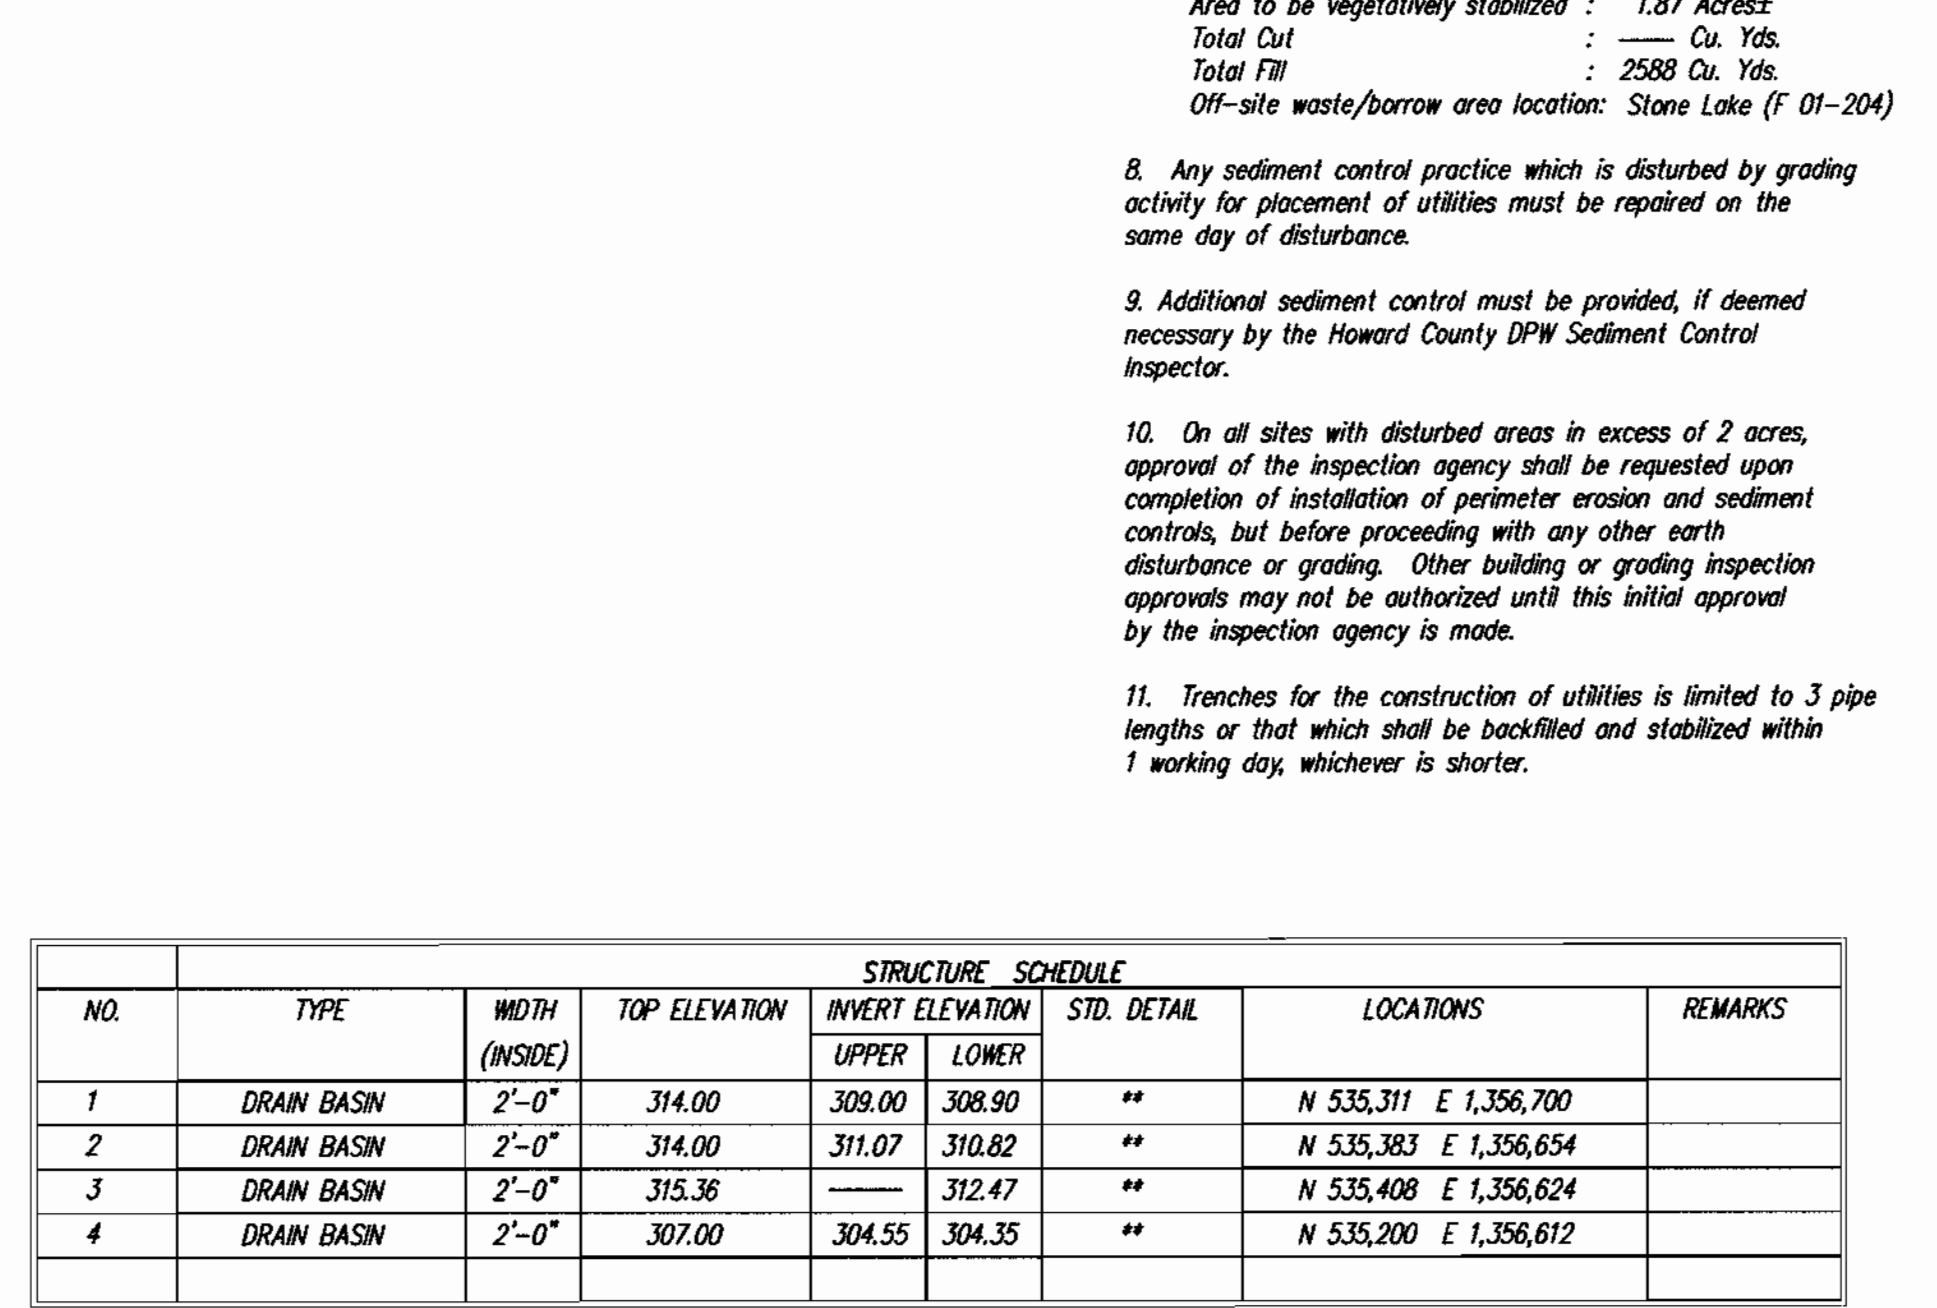 Area to be vegetatively stabilized : 1.87 Acres±
Total Cut : —— Cu. Yds.
Total Fill : 2588 Cu. Yds.
Off-site waste/borrow area location: Stone Lake (F 01-204)
8. Any sediment control practice which is disturbed by grading
activity for placement of utilities must be repaired on the
same day of disturbance.
9. Additional sediment control must be provided, if deemed
necessary by the Howard County DPW Sediment Control
Inspector.
10. On all sites with disturbed areas in excess of 2 acres,
approval of the inspection agency shall be requested upon
completion of installation of perimeter erosion and sediment
controls, but before proceeding with any other earth
disturbance or grading. Other building or grading inspection
approvals may not be authorized until this initial approval
by the inspection agency is made.
11. Trenches for the construction of utilities is limited to 3 pipe
lengths or that which shall be backfilled and stabilized within
1 working day, whichever is shorter.
STRUCTURE SCHEDULE
NO. TYPE WIDTH TOP ELEVATION INVERT ELEVATION STD. DETAIL LOCATIONS REMARKS
(INSIDE) UPPER LOWER
1 DRAIN BASIN 2'-0" 314.00 309.00 308.90 ** N 535,311 E 1,356,700
2 DRAIN BASIN 2'-0" 314.00 311.07 310.82 ** N 535,383 E 1,356,654
3 DRAIN BASIN 2'-0" 315.36 —— 312.47 ** N 535,408 E 1,356,624
4 DRAIN BASIN 2'-0" 307.00 304.55 304.35 ** N 535,200 E 1,356,612